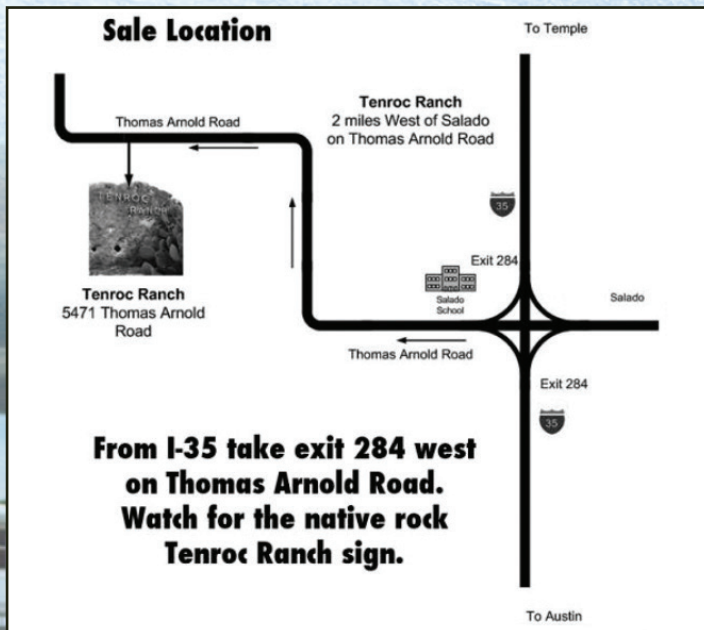 Sale Location
To Temple
Thomas Arnold Road
Tenroc Ranch
2 miles West of Salado
on Thomas Arnold Road
TENROC
RANCH
35
Exit 284
Tenroc Ranch
5471 Thomas Arnold
Road
Salado
School
Salado
Thomas Arnold Road
Exit 284
35
From I-35 take exit 284 west
on Thomas Arnold Road.
Watch for the native rock
Tenroc Ranch sign.
To Austin